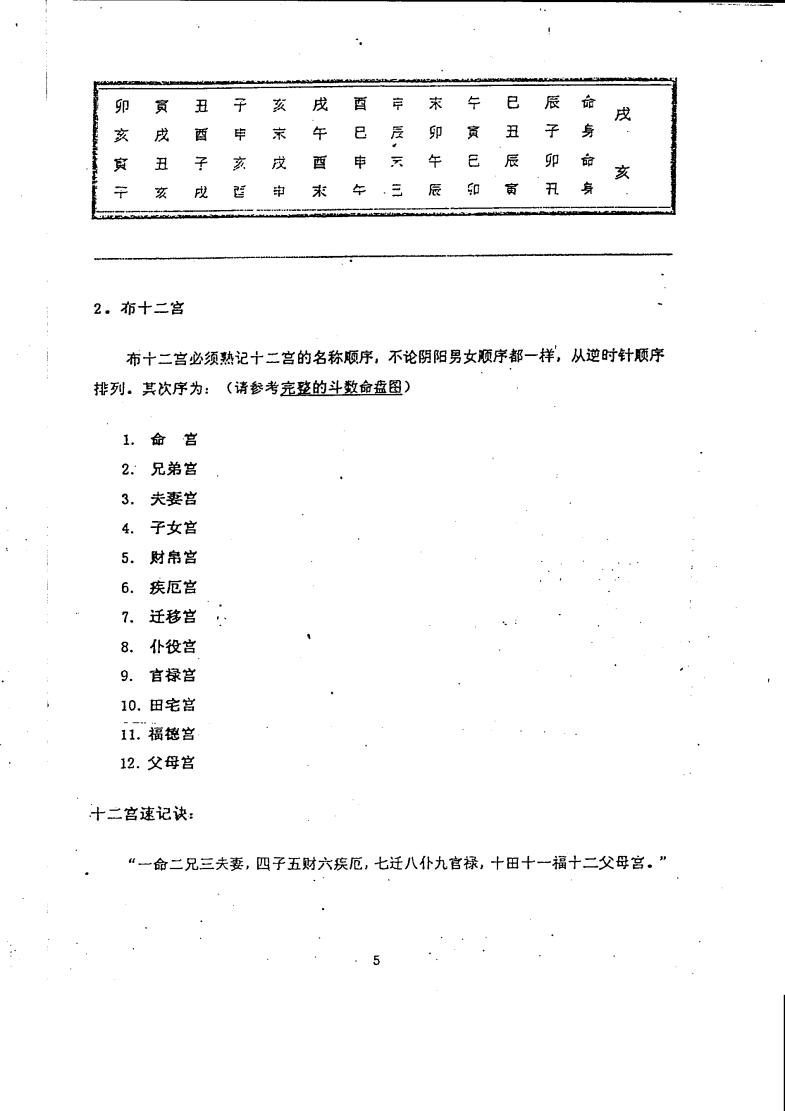 卯 寅 丑 子 亥 戌 酉 申 未 午 巳 辰 命 戌
亥 戌 酉 申 未 午 巳 辰 卯 寅 丑 子 身
寅 丑 子 亥 戌 酉 申 未 午 巳 辰 卯 命 亥
子 亥 戌 酉 申 未 午 巳 辰 卯 寅 丑 身
2。布十二宫
布十二宫必须熟记十二宫的名称顺序，不论阴阳男女顺序都一样，从逆时针顺序
排列。其次序为：（请参考完整的斗数命盘图）
1. 命 宫
2. 兄弟宫
3. 夫妻宫
4. 子女宫
5. 财帛宫
6. 疾厄宫
7. 迁移宫
8. 仆役宫
9. 官禄宫
10. 田宅宫
11. 福德宫
12. 父母宫
十二宫速记诀：
“一命二兄三夫妻，四子五财六疾厄，七迁八仆九官禄，十田十一福十二父母宫。”
5